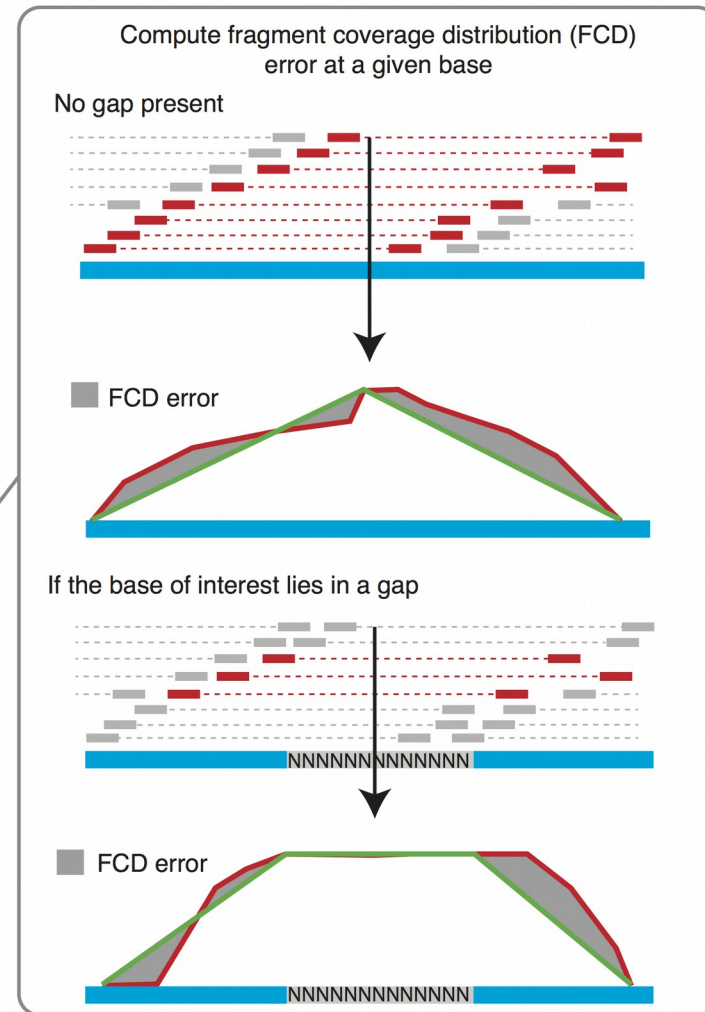 Compute fragment coverage distribution (FCD)
error at a given base
No gap present
FCD error
If the base of interest lies in a gap
NNNNNNNNNNNNNN
FCD error
NNNNNNNNNNNNNN